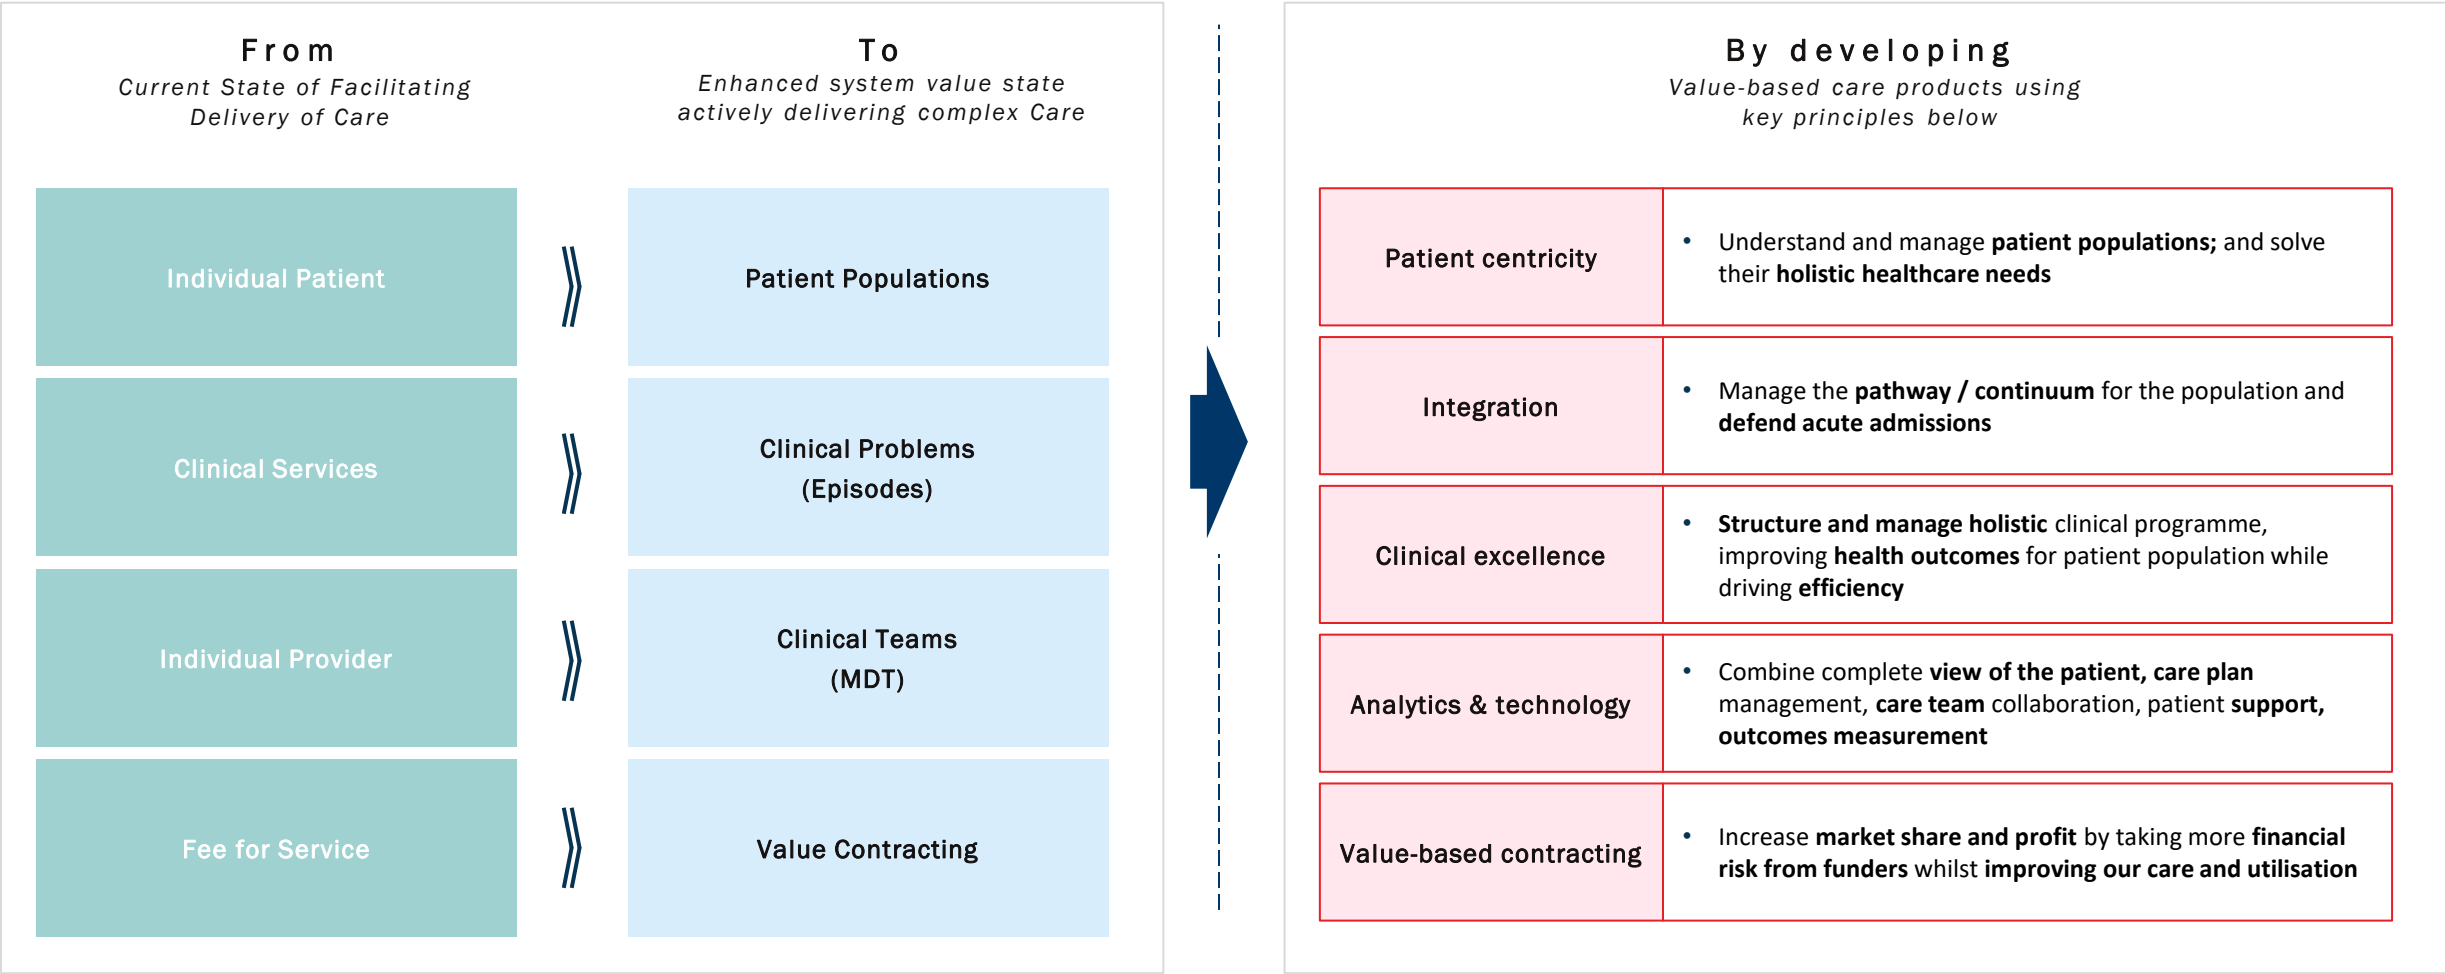 From
Current State of Facilitating
Delivery of Care
To
Enhanced system value state
actively delivering complex Care
Individual Patient
Patient Populations
Clinical Services
Clinical Problems
(Episodes)
Individual Provider
Clinical Teams
(MDT)
Fee for Service
Value Contracting
By developing
Value-based care products using
key principles below
Patient centricity
• Understand and manage patient populations; and solve
their holistic healthcare needs
Integration
• Manage the pathway / continuum for the population and
defend acute admissions
Clinical excellence
• Structure and manage holistic clinical programme,
improving health outcomes for patient population while
driving efficiency
Analytics & technology
• Combine complete view of the patient, care plan
management, care team collaboration, patient support,
outcomes measurement
Value-based contracting
• Increase market share and profit by taking more financial
risk from funders whilst improving our care and utilisation